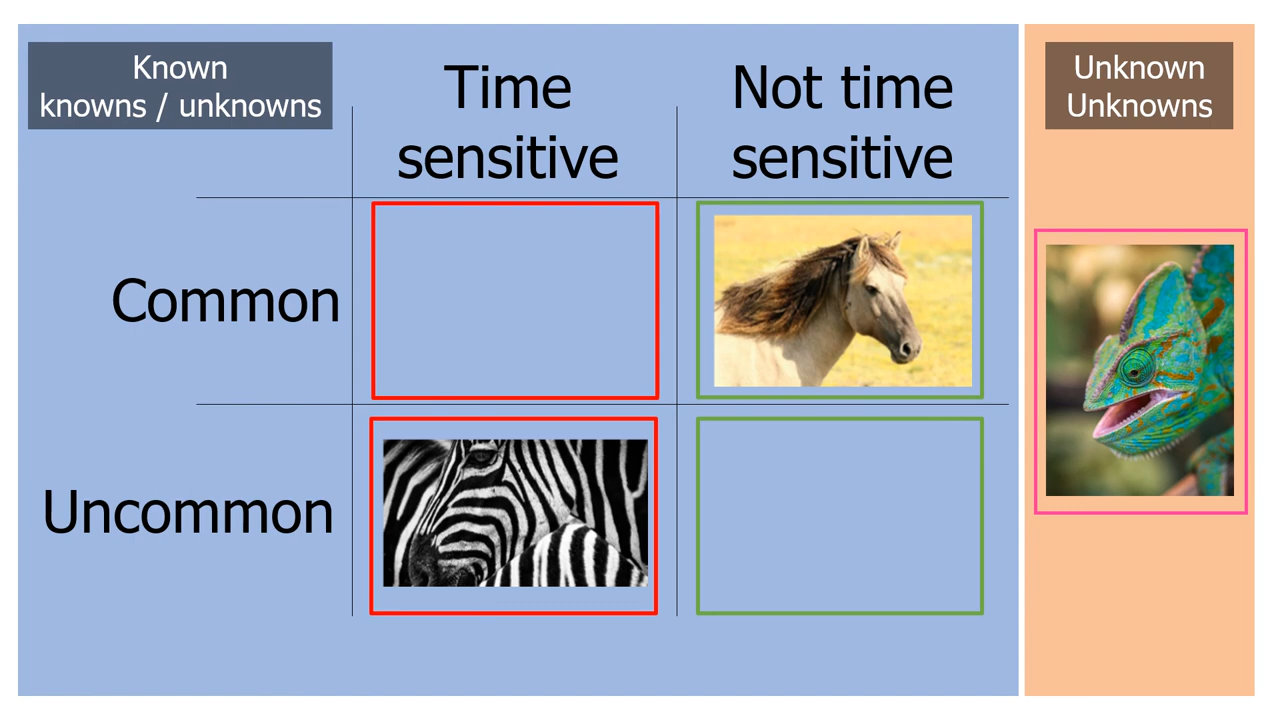 Known
knowns / unknowns
Time
sensitive
Not time
sensitive
Unknown
Unknowns
Common
Uncommon